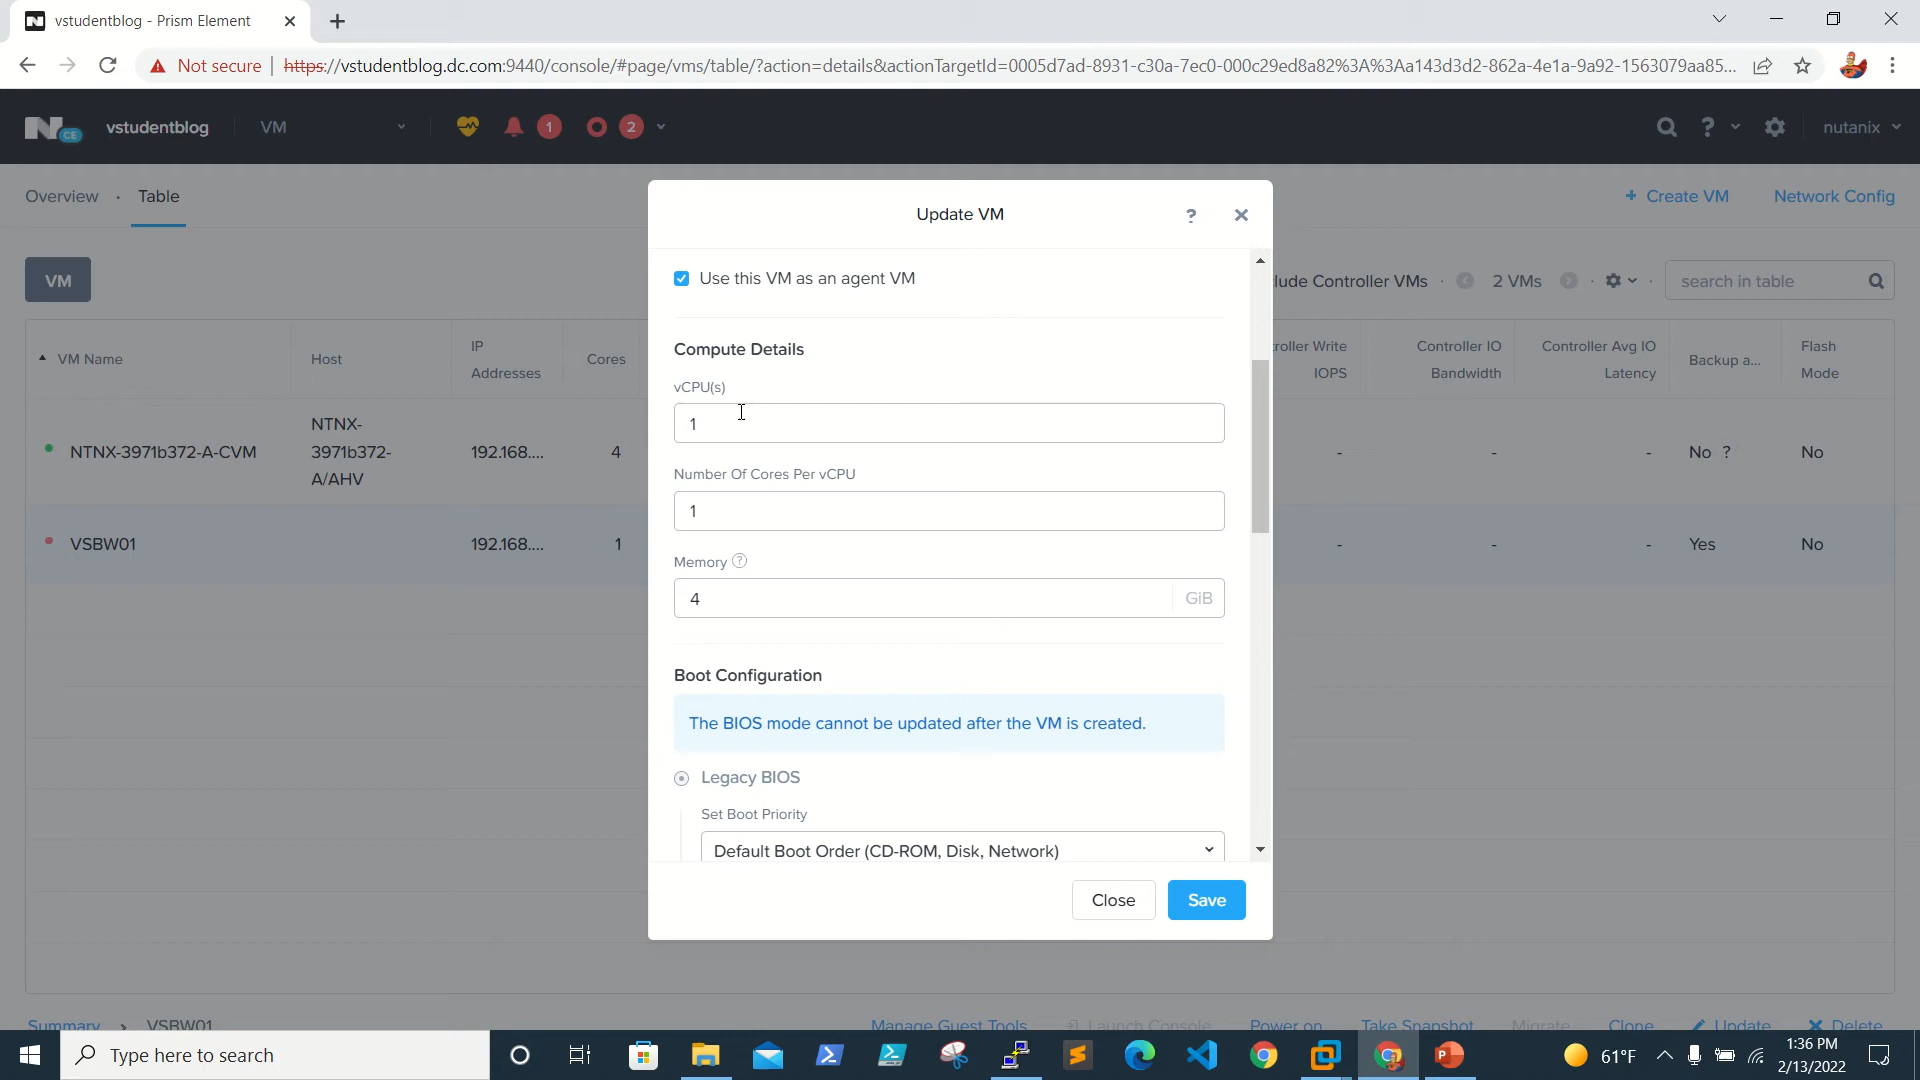 vstudentblog - Prism Element
Not secure
https://vstudentblog.dc.com:9440/console/#page/vms/table/?action=details&actionTargetId=0005d7ad-8931-c30a-7ec0-000c29ed8a82%3A%3Aa143d3d2-862a-4e1a-9a92-1563079aa85...
N CE vstudentblog VM 1 2 ? nutanix
Overview · Table + Create VM Network Config
Update VM ?
VM
Use this VM as an agent VM
lude Controller VMs · 2 VMs · · search in table
VM Name Host IP Addresses Cores
roller Write IOPS Controller IO Bandwidth Controller Avg IO Latency Backup a... Flash Mode
NTNX-3971b372-A-CVM NTNX-3971b372-A/AHV 192.168.... 4 - - - No ? No
VSBW01 192.168.... 1 - - - Yes No
Compute Details
vCPU(s)
1
Number Of Cores Per vCPU
1
Memory ?
4 GiB
Boot Configuration
The BIOS mode cannot be updated after the VM is created.
Legacy BIOS
Set Boot Priority
Default Boot Order (CD-ROM, Disk, Network)
Close Save
Summary > VSBW01 Manage Guest Tools Launch Console Power on Take Snapshot Migrate Clone Update Delete
Type here to search
61°F
1:36 PM
2/13/2022